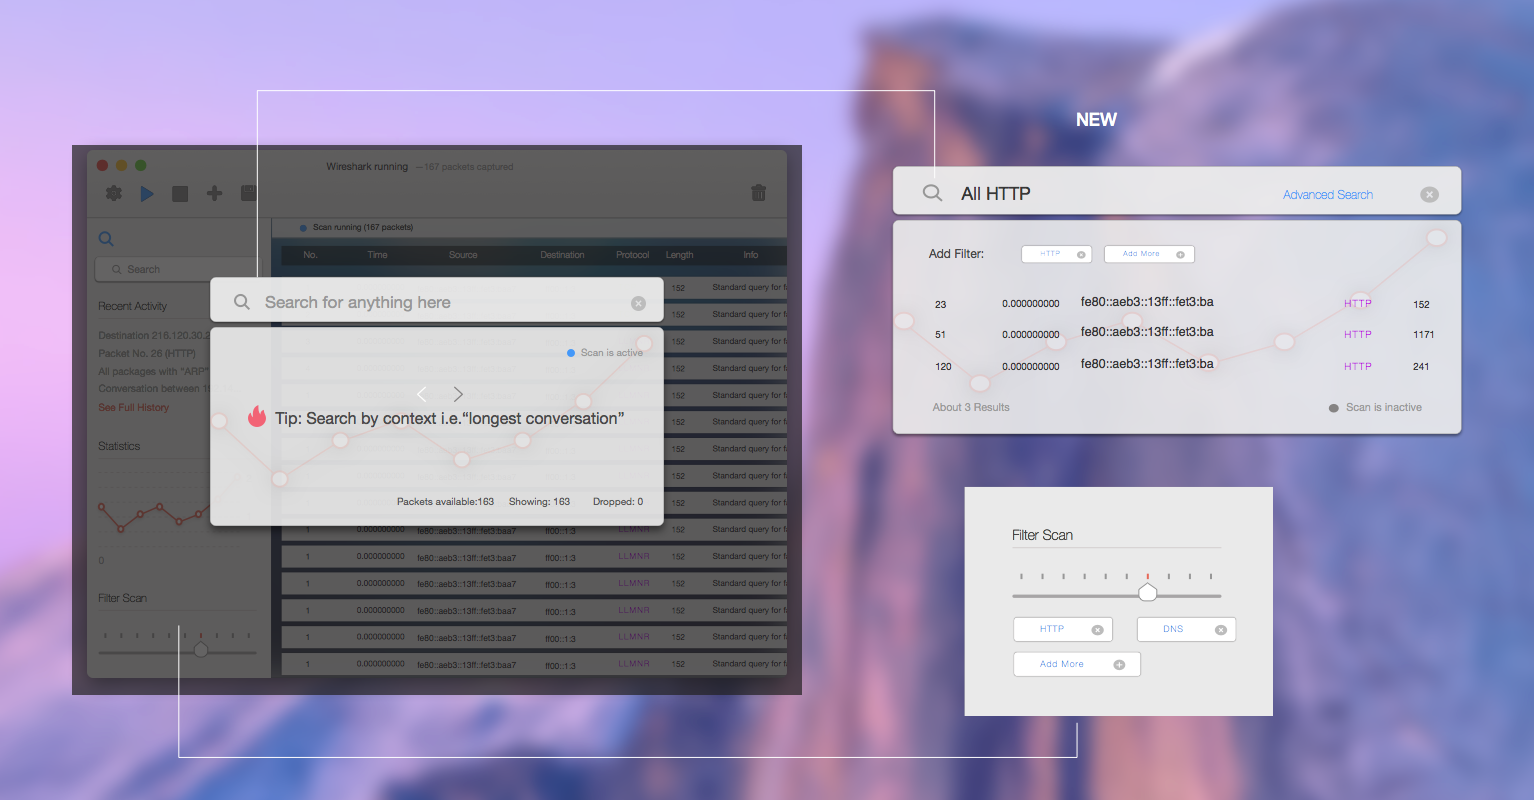 NEW
Wireshark running — 167 packets captured
Scan running (167 packets)
No. Time Source Destination Protocol Length Info
Search
Recent Activity
Destination 216.120.30.2
Packet No. 26 (HTTP)
All packages with "ARP"
Conversation between
See Full History
Statistics
0
Filter Scan
152 Standard query for
152 Standard query for
152 Standard query for
152 Standard query for
152 Standard query for
152 Standard query for
152 Standard query for
152 Standard query for
152 Standard query for
1 0.000000000 fe80::aeb3::13ff::fet3:baa7 ff00::1:3 LLMNR 152 Standard query for
1 0.000000000 fe80::aeb3::13ff::fet3:baa7 ff00::1:3 LLMNR 152 Standard query for
1 0.000000000 fe80::aeb3::13ff::fet3:baa7 ff00::1:3 LLMNR 152 Standard query for
1 0.000000000 fe80::aeb3::13ff::fet3:baa7 ff00::1:3 LLMNR 152 Standard query for
1 0.000000000 fe80::aeb3::13ff::fet3:baa7 ff00::1:3 LLMNR 152 Standard query for
1 0.000000000 fe80::aeb3::13ff::fet3:baa7 ff00::1:3 LLMNR 152 Standard query for
Search for anything here
Scan is active
Tip: Search by context i.e.“longest conversation”
Packets available:163 Showing: 163 Dropped: 0
All HTTP Advanced Search
Add Filter: HTTP Add More
23 0.000000000 fe80::aeb3::13ff::fet3:ba HTTP 152
51 0.000000000 fe80::aeb3::13ff::fet3:ba HTTP 1171
120 0.000000000 fe80::aeb3::13ff::fet3:ba HTTP 241
About 3 Results Scan is inactive
Filter Scan
HTTP DNS
Add More